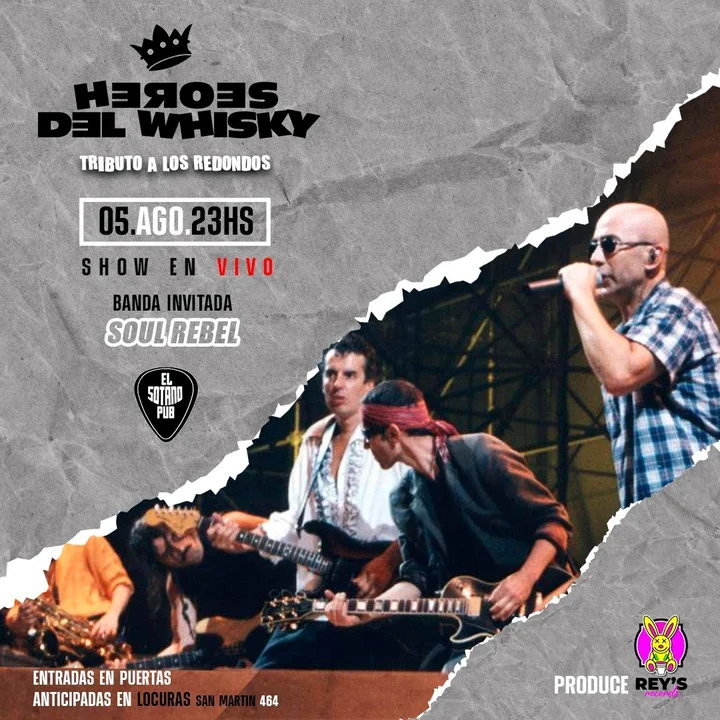 HEROES
DEL WHISKY
TRIBUTO A LOS REDONDOS
05.AGO.23HS
SHOW EN VIVO
BANDA INVITADA
SOUL REBEL
EL
SOTANO
PUB
ENTRADAS EN PUERTAS
ANTICIPADAS EN LOCURAS SAN MARTIN 464
PRODUCE REY'S
records